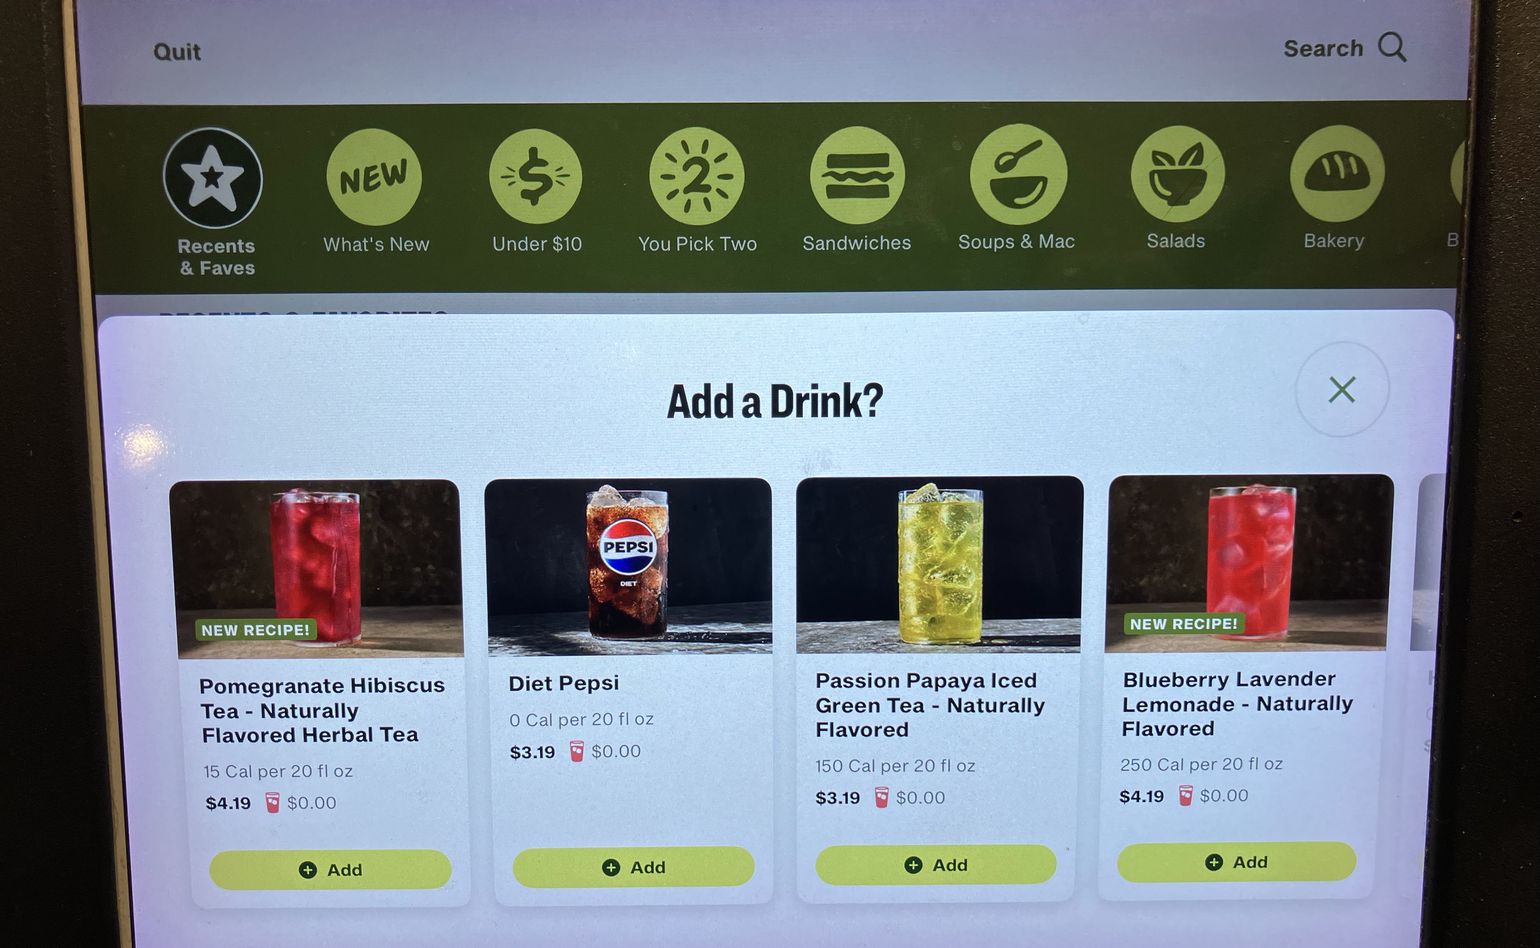 Quit
Search
NEW
$
2
Recents
& Faves
What's New
Under $10
You Pick Two
Sandwiches
Soups & Mac
Salads
Bakery
B
RECENTS & FAVORITES
Add a Drink?
NEW RECIPE!
Pomegranate Hibiscus
Tea - Naturally
Flavored Herbal Tea
15 Cal per 20 fl oz
$4.19 $0.00
Add
PEPSI
DIET
Diet Pepsi
0 Cal per 20 fl oz
$3.19 $0.00
Add
Passion Papaya Iced
Green Tea - Naturally
Flavored
150 Cal per 20 fl oz
$3.19 $0.00
Add
NEW RECIPE!
Blueberry Lavender
Lemonade - Naturally
Flavored
250 Cal per 20 fl oz
$4.19 $0.00
Add